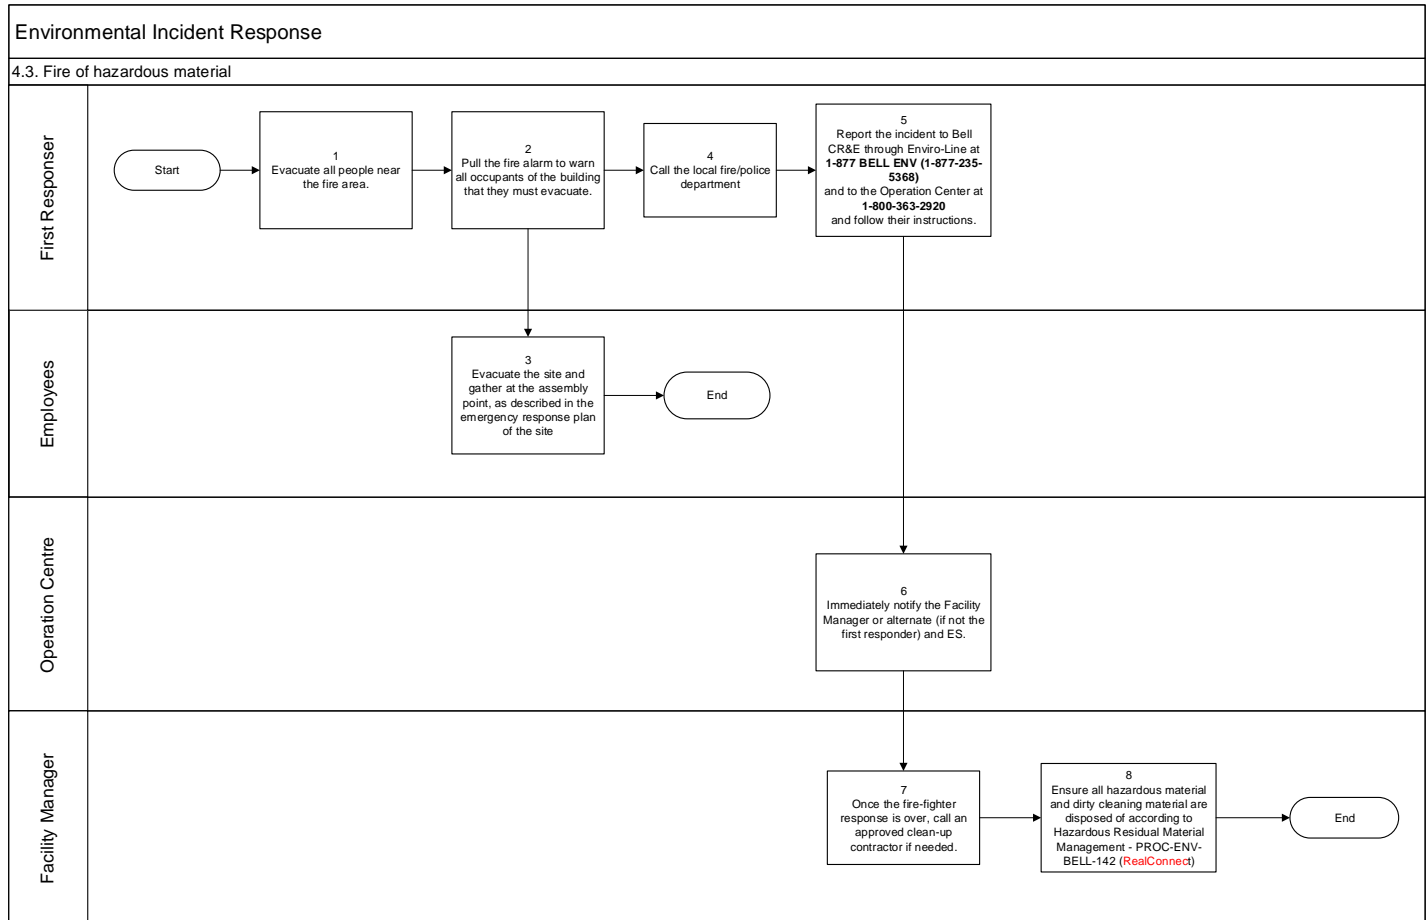 Environmental Incident Response
4.3. Fire of hazardous material
First Responser
Start
1
Evacuate all people near
the fire area.
2
Pull the fire alarm to warn
all occupants of the building
that they must evacuate.
4
Call the local fire/police
department
5
Report the incident to Bell
CR&E through Enviro-Line at
1-877 BELL ENV (1-877-235-
5368)
and to the Operation Center at
1-800-363-2920
and follow their instructions.
Employees
3
Evacuate the site and
gather at the assembly
point, as described in the
emergency response plan
of the site
End
Operation Centre
6
Immediately notify the Facility
Manager or alternate (if not the
first responder) and ES.
Facility Manager
7
Once the fire-fighter
response is over, call an
approved clean-up
contractor if needed.
8
Ensure all hazardous material
and dirty cleaning material are
disposed of according to
Hazardous Residual Material
Management - PROC-ENV-
BELL-142 (RealConnect)
End